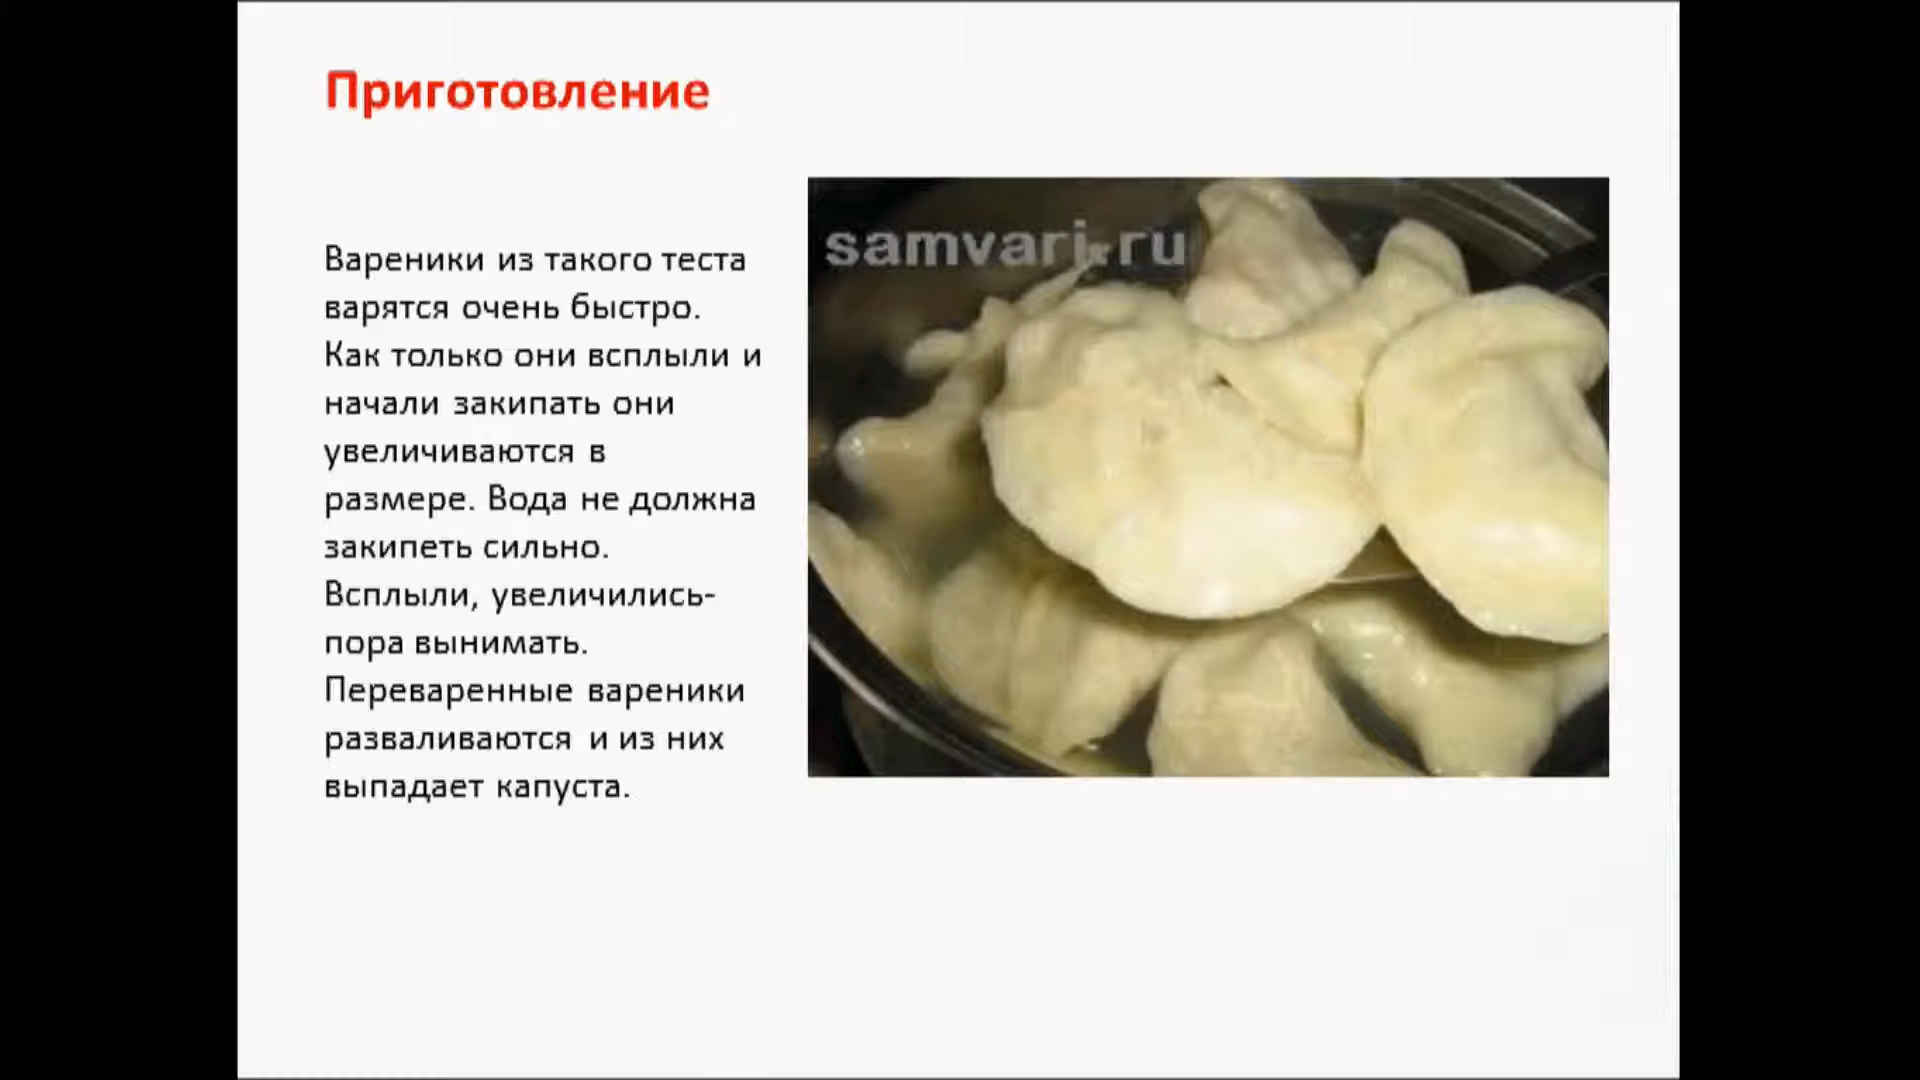 Приготовление
samvari.ru
Вареники из такого теста
варятся очень быстро.
Как только они всплыли и
начали закипать они
увеличиваются в
размере. Вода не должна
закипеть сильно.
Всплыли, увеличились-
пора вынимать.
Переваренные вареники
разваливаются и из них
выпадает капуста.